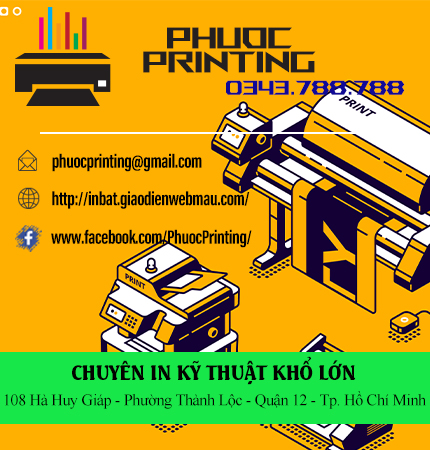 PHUOC
PRINTING
0343.788.788
PRINT
phuocprinting@gmail.com
http://inbat.giaodienwebmau.com/
www.facebook.com/PhuocPrinting/
PRINT
CHUYÊN IN KỸ THUẬT KHỔ LỚN
108 Hà Huy Giáp - Phường Thành Lộc - Quận 12 - Tp. Hồ Chí Minh